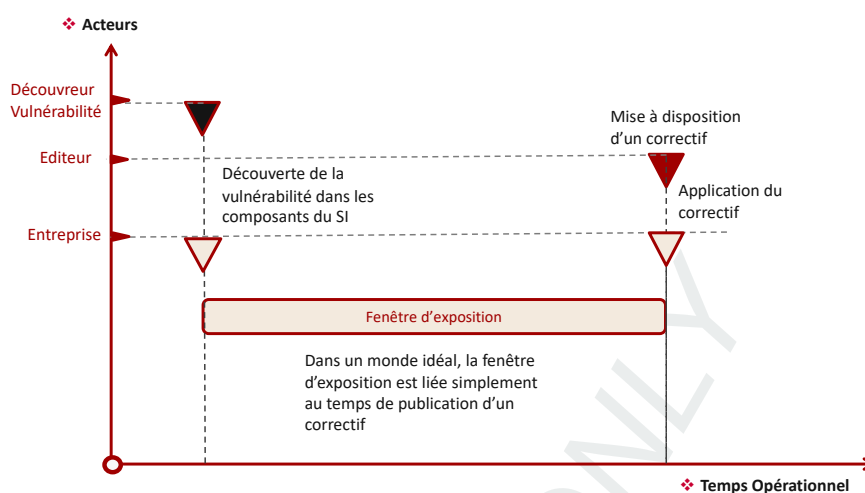 ❖ Acteurs
Découvreur
Vulnérabilité
Mise à disposition
d’un correctif
Editeur
Découverte de la
vulnérabilité dans les
composants du SI
Application du
correctif
Entreprise
Fenêtre d’exposition
Dans un monde idéal, la fenêtre
d’exposition est liée simplement
au temps de publication d’un
correctif
ONLY
❖ Temps Opérationnel